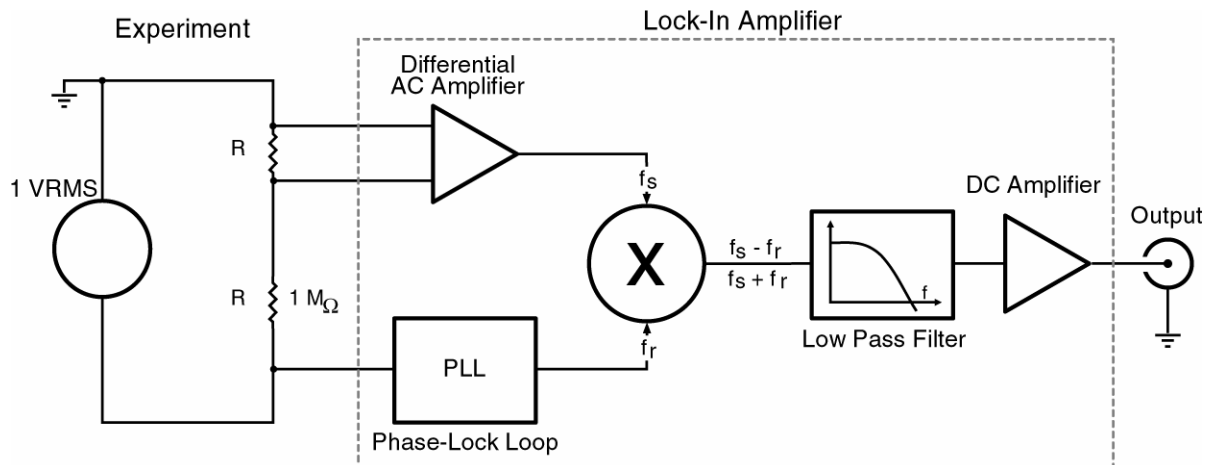 Experiment
Lock-In Amplifier
Differential
AC Amplifier
R
1 VRMS
fs
DC Amplifier
Output
X
fs - fr
fs + fr
f
R
1 MΩ
Low Pass Filter
fr
PLL
Phase-Lock Loop